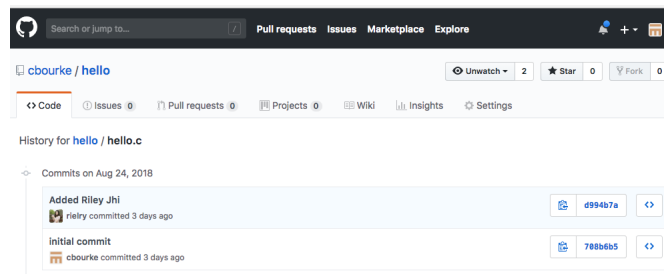 Search or jump to... / Pull requests Issues Marketplace Explore
cbourke / hello Unwatch 2 Star 0 Fork 0
Code Issues 0 Pull requests 0 Projects 0 Wiki Insights Settings
History for hello / hello.c
Commits on Aug 24, 2018
Added Riley Jhi
rielry committed 3 days ago d994b7a
initial commit
cbourke committed 3 days ago 708b6b5